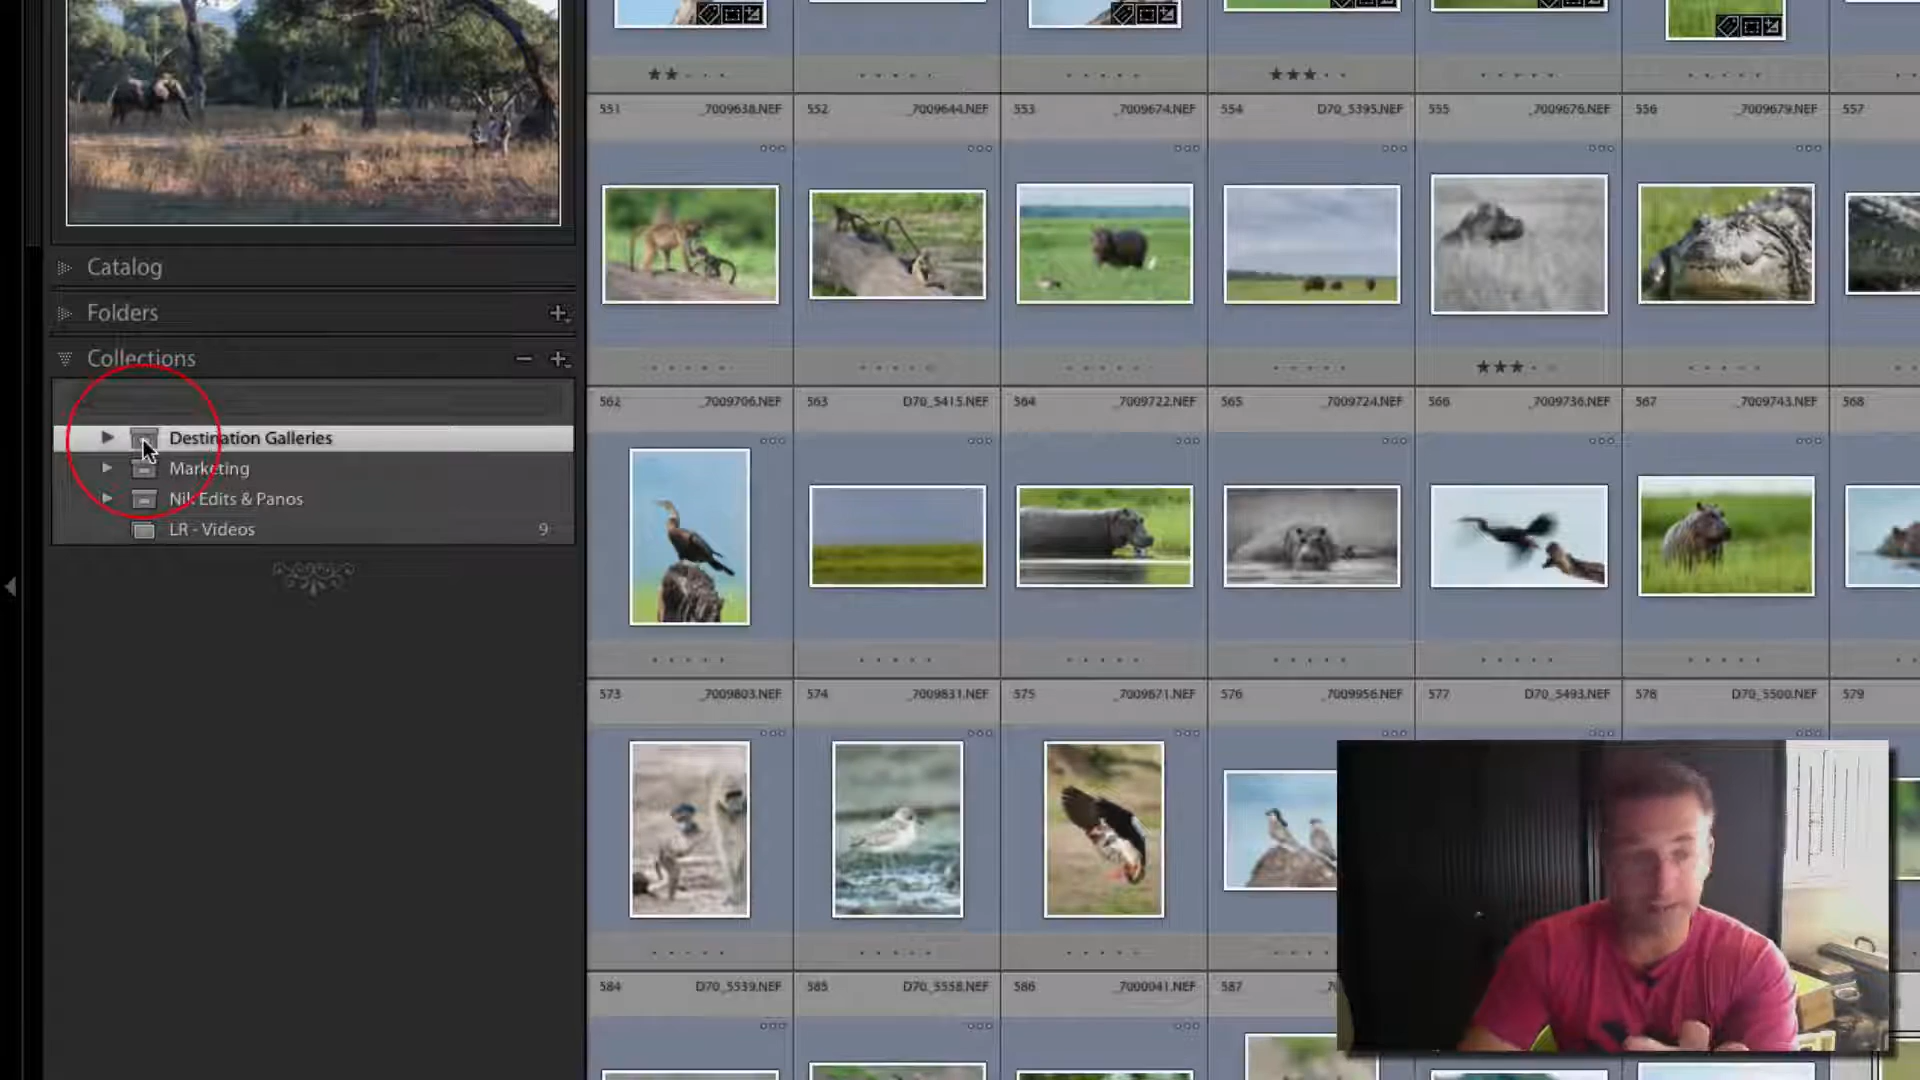 551 _7009638.NEF 552 _7009644.NEF 553 _7009674.NEF 554 D70_5395.NEF 555 _7009676.NEF 556 _7009679.NEF 557
Catalog
Folders
Collections
562 _7009706.NEF 563 D70_5415.NEF 564 _7009722.NEF 565 _7009724.NEF 566 _7009736.NEF 567 _7009743.NEF 568
Destination Galleries
Marketing
Nik Edits & Panos
LR - Videos 9
573 _7009803.NEF 574 _7009831.NEF 575 _7009871.NEF 576 _7009956.NEF 577 D70_5493.NEF 578 D70_5500.NEF 579
584 D70_5539.NEF 585 D70_5558.NEF 586 _7000041.NEF 587